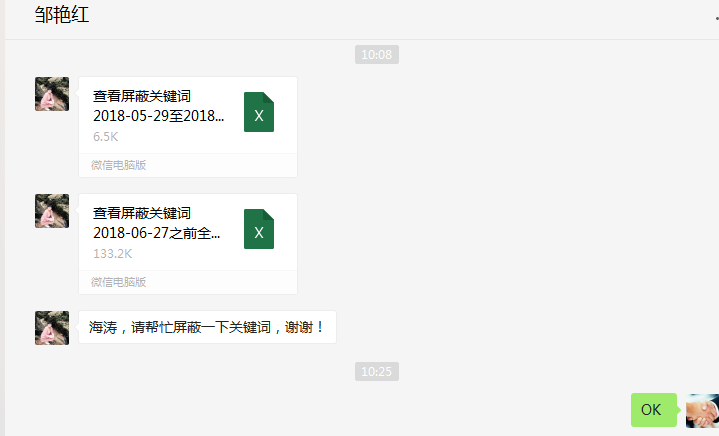 邹艳红
10:08
查看屏蔽关键词
2018-05-29至2018...
6.5K
微信电脑版
查看屏蔽关键词
2018-06-27之前全...
133.2K
微信电脑版
海涛，请帮忙屏蔽一下关键词，谢谢！
10:25
OK